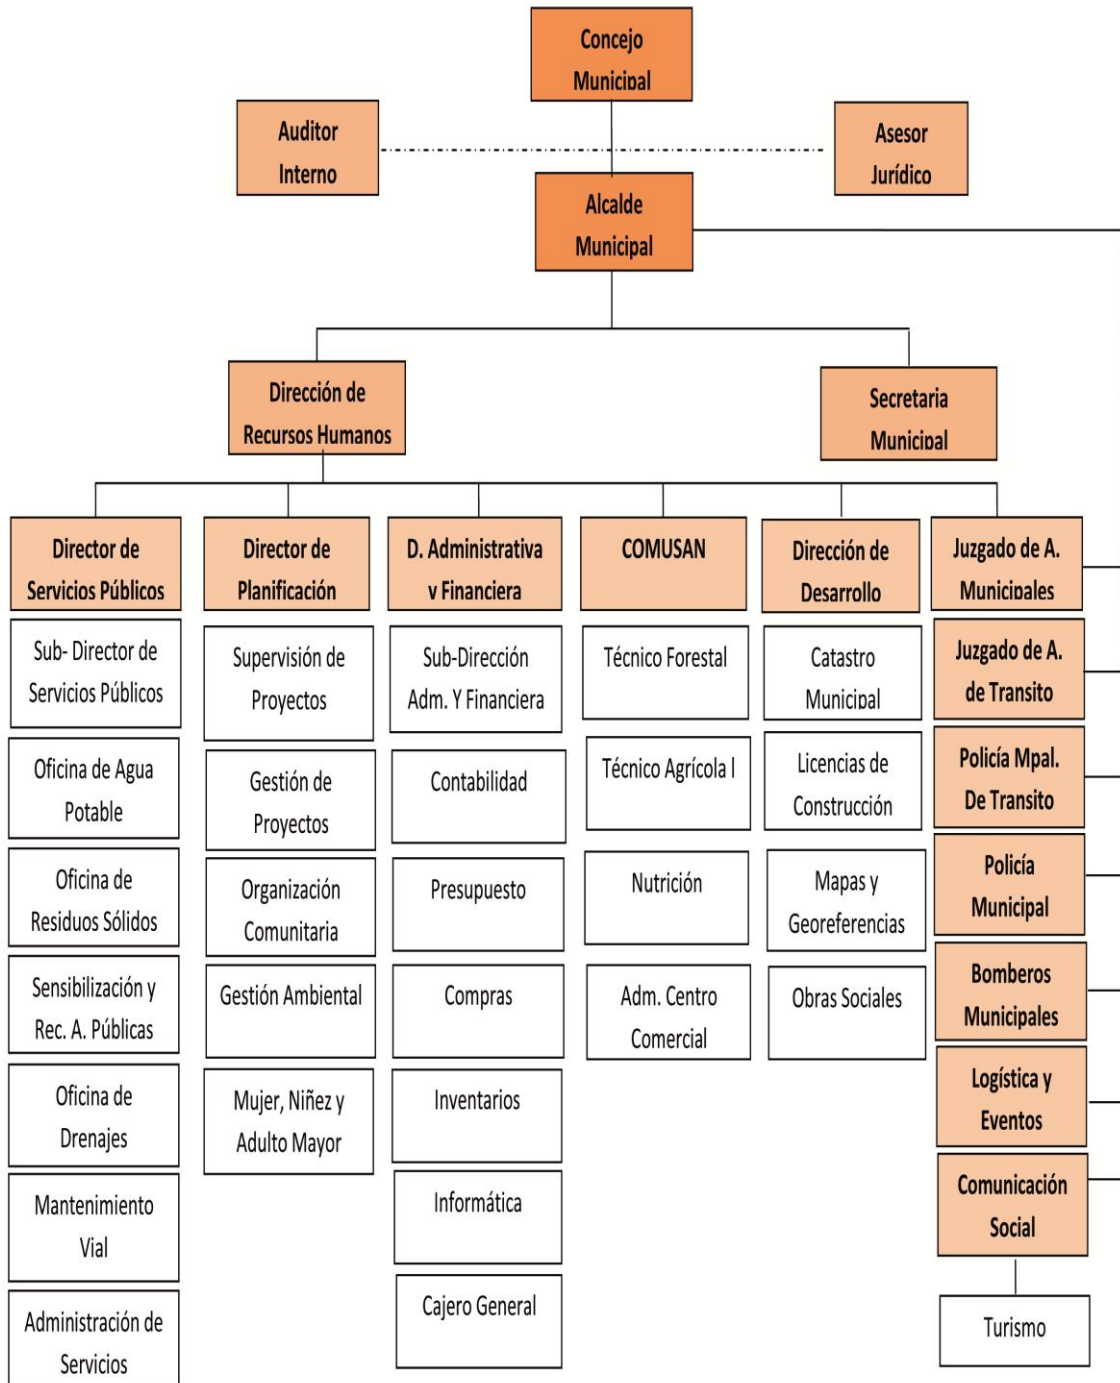 Concejo
Municipal
Auditor
Interno
Asesor
Jurídico
Alcalde
Municipal
Dirección de
Recursos Humanos
Secretaria
Municipal
Director de
Servicios Públicos
Sub- Director de
Servicios Públicos
Oficina de Agua
Potable
Oficina de
Residuos Sólidos
Sensibilización y
Rec. A. Públicas
Oficina de
Drenajes
Mantenimiento
Vial
Administración de
Servicios
Director de
Planificación
Supervisión de
Proyectos
Gestión de
Proyectos
Organización
Comunitaria
Gestión Ambiental
Mujer, Niñez y
Adulto Mayor
D. Administrativa
y Financiera
Sub-Dirección
Adm. Y Financiera
Contabilidad
Presupuesto
Compras
Inventarios
Informática
Cajero General
COMUSAN
Técnico Forestal
Técnico Agrícola l
Nutrición
Adm. Centro
Comercial
Dirección de
Desarrollo
Catastro
Municipal
Licencias de
Construcción
Mapas y
Georeferencias
Obras Sociales
Juzgado de A.
Municipales
Juzgado de A.
de Transito
Policía Mpal.
De Transito
Policía
Municipal
Bomberos
Municipales
Logística y
Eventos
Comunicación
Social
Turismo